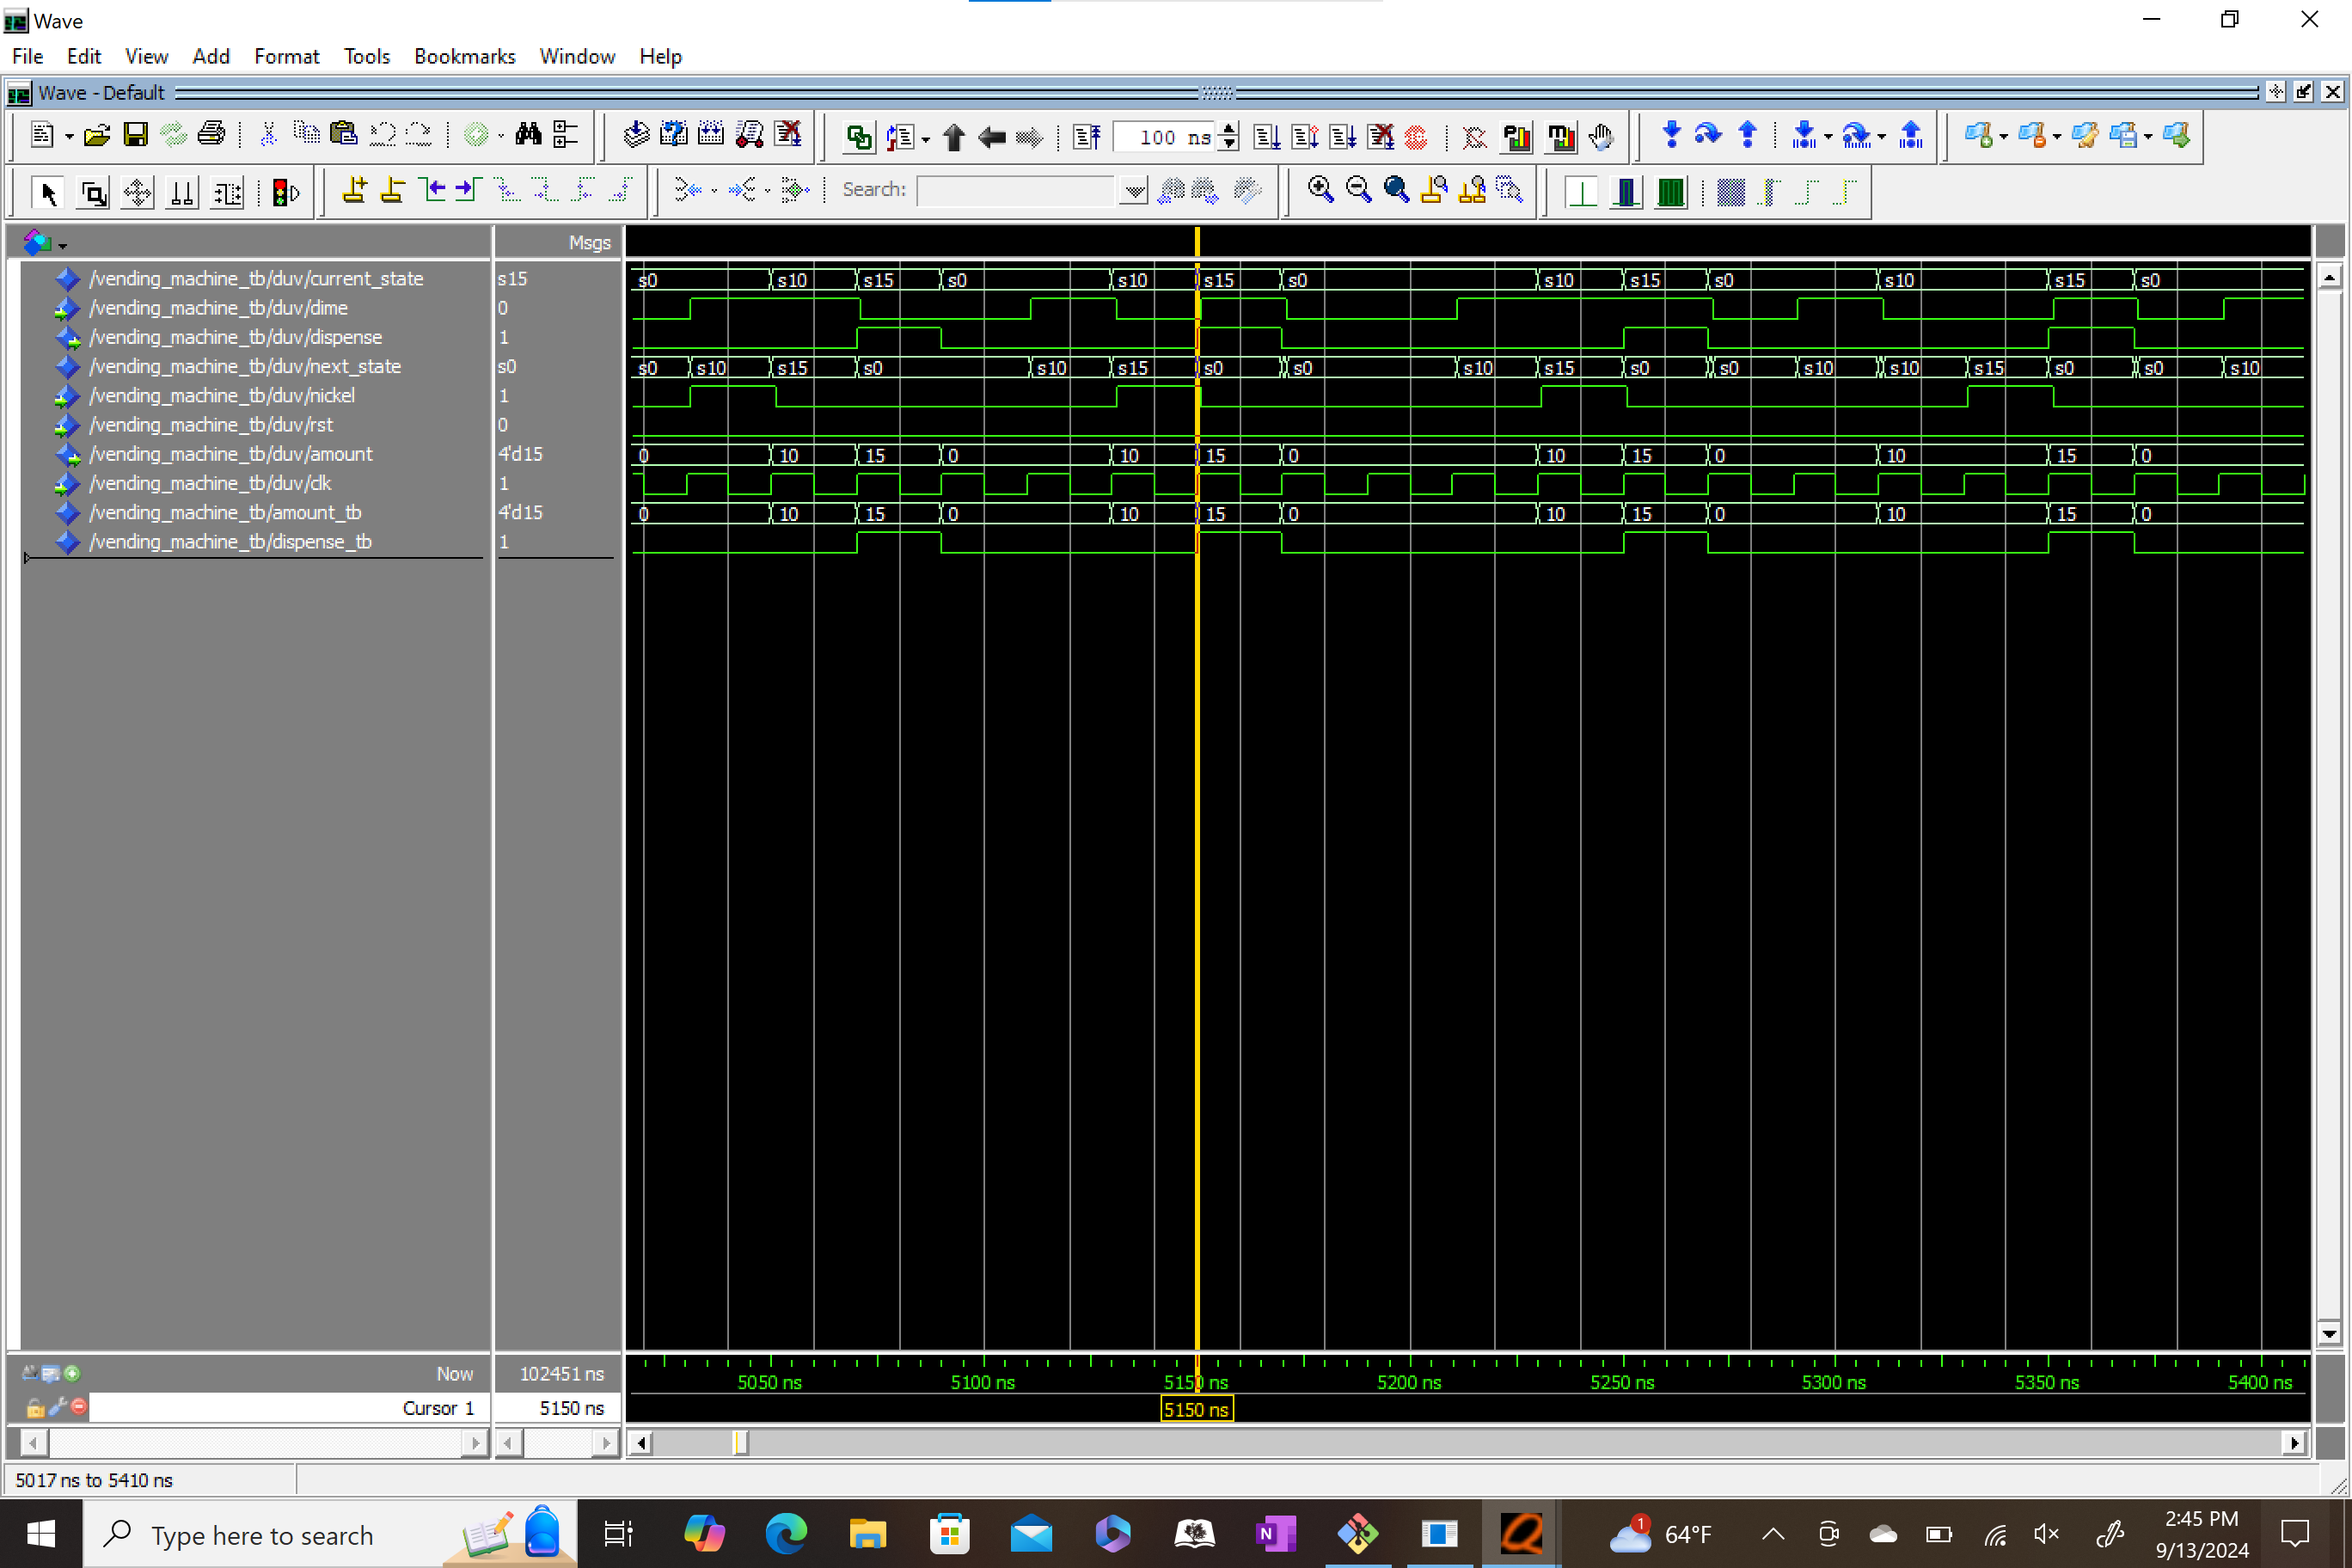 Wave
File Edit View Add Format Tools Bookmarks Window Help
Wave - Default
100 ns
Search:
Msgs
/vending_machine_tb/duv/current_state s15 s0 s10 s15 s0 s10 s15 s0 s10 s15 s0 s10 s15 s0
/vending_machine_tb/duv/dime 0
/vending_machine_tb/duv/dispense 1
/vending_machine_tb/duv/next_state s0 s0 s10 s15 s0 s10 s15 s0 s0 s10 s15 s0 s0 s10 s10 s15 s0 s0 s10
/vending_machine_tb/duv/nickel 1
/vending_machine_tb/duv/rst 0
/vending_machine_tb/duv/amount 4'd15 0 10 15 0 10 15 0 10 15 0 10 15 0
/vending_machine_tb/duv/clk 1
/vending_machine_tb/amount_tb 4'd15 0 10 15 0 10 15 0 10 15 0 10 15 0
/vending_machine_tb/dispense_tb 1
Now 102451 ns 5050 ns 5100 ns 5150 ns 5200 ns 5250 ns 5300 ns 5350 ns 5400 ns
Cursor 1 5150 ns 5150 ns
5017 ns to 5410 ns
Type here to search
N
1
64°F
2:45 PM
9/13/2024